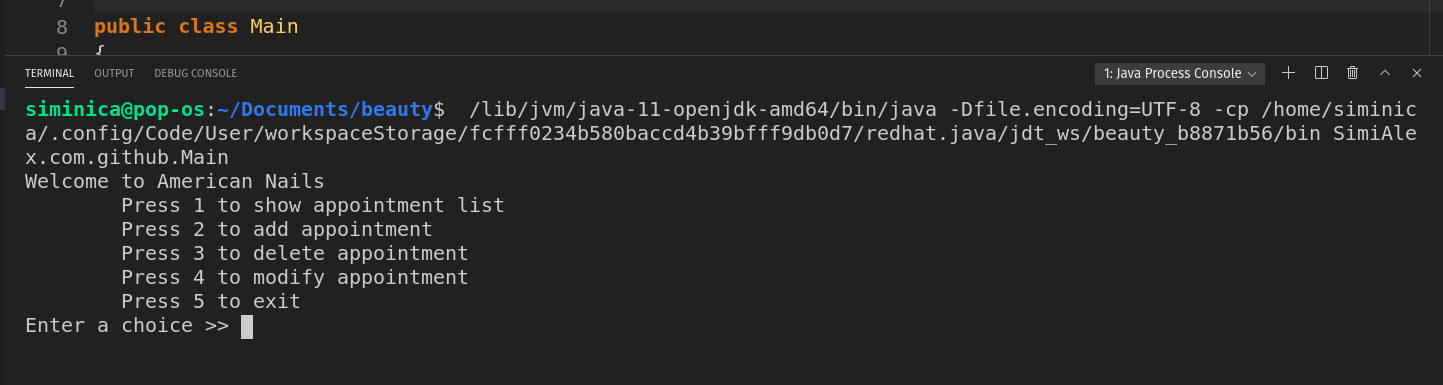 7
8 public class Main
9 {
TERMINAL OUTPUT DEBUG CONSOLE 1: Java Process Console
siminica@pop-os:~/Documents/beauty$  /lib/jvm/java-11-openjdk-amd64/bin/java -Dfile.encoding=UTF-8 -cp /home/siminic
a/.config/Code/User/workspaceStorage/fcfff0234b580baccd4b39bfff9db0d7/redhat.java/jdt_ws/beauty_b8871b56/bin SimiAle
x.com.github.Main
Welcome to American Nails
        Press 1 to show appointment list
        Press 2 to add appointment
        Press 3 to delete appointment
        Press 4 to modify appointment
        Press 5 to exit
Enter a choice >>